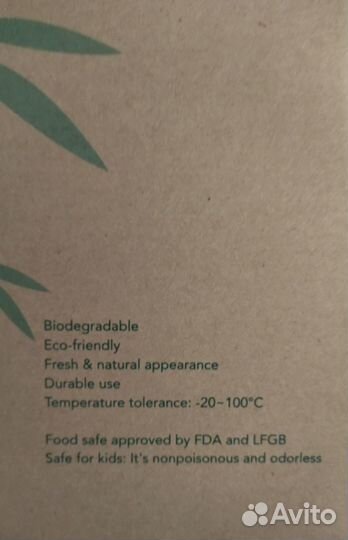 Biodegradable
Eco-friendly
Fresh & natural appearance
Durable use
Temperature tolerance: -20~100°C
Food safe approved by FDA and LFGB
Safe for kids: It's nonpoisonous and odorless
Avito